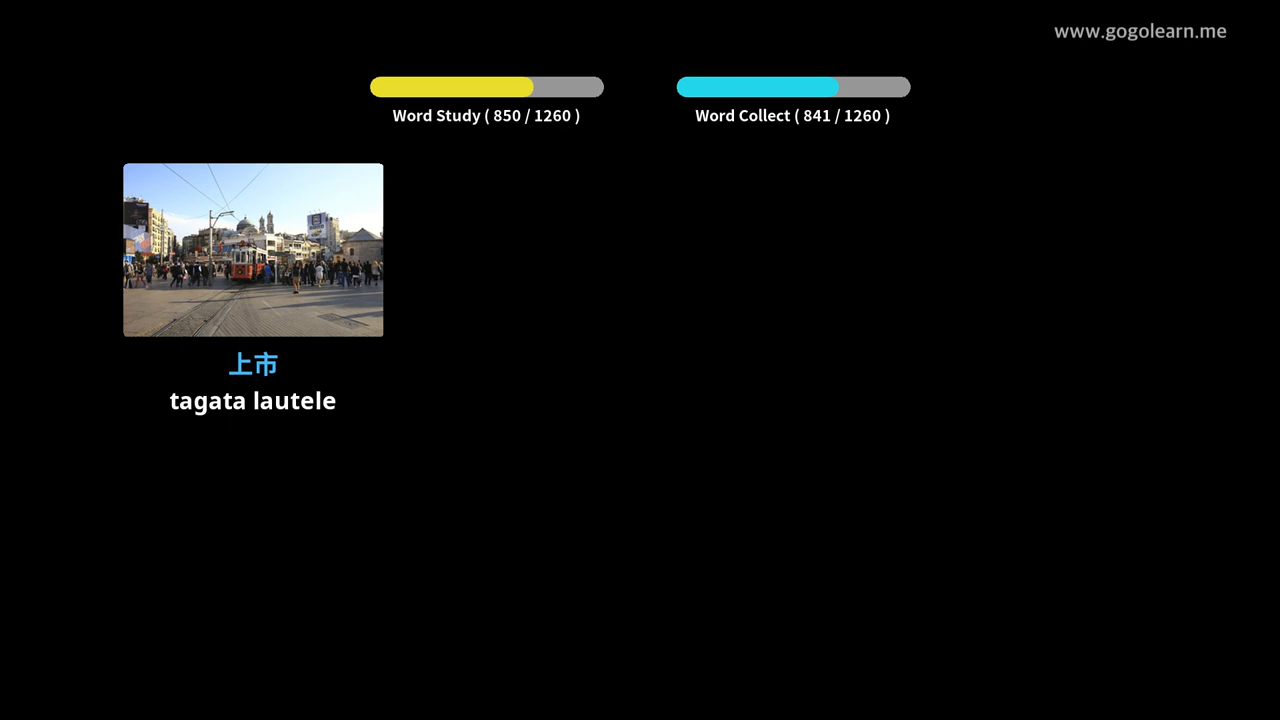 www.gogolearn.me
Word Study ( 850 / 1260 )
Word Collect ( 841 / 1260 )
上市
tagata lautele